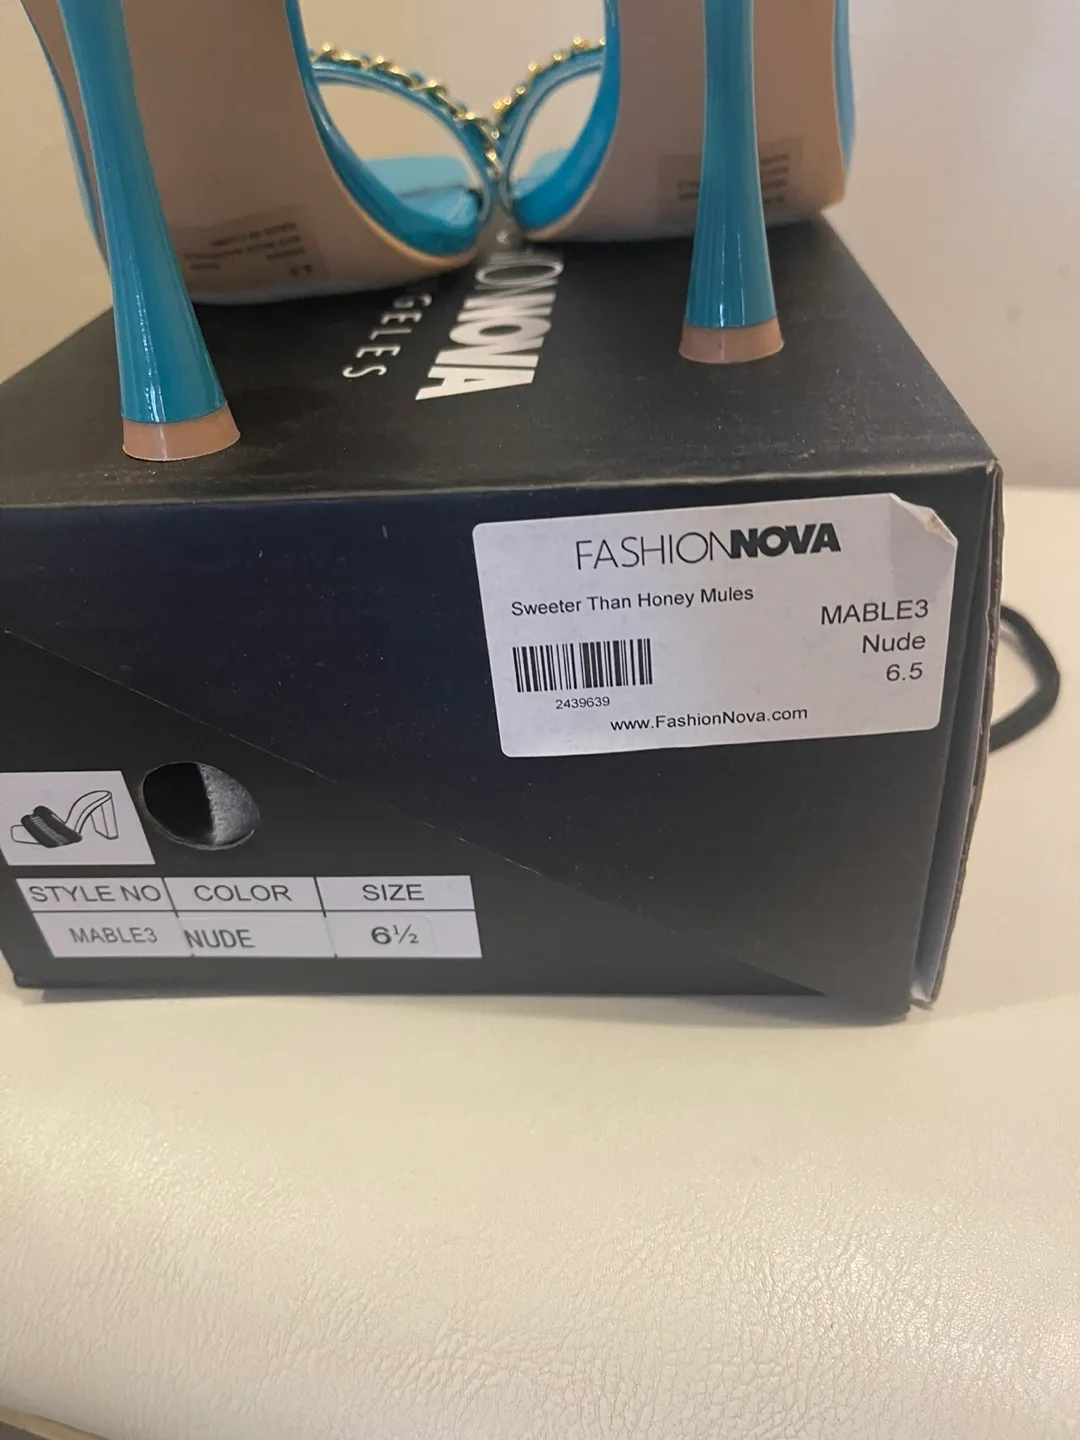 HIONNOVA
GELES
FASHIONNOVA
Sweeter Than Honey Mules
MABLE3
Nude
6.5
2439639
www.FashionNova.com
STYLE NO COLOR SIZE
MABLE3 NUDE 6½